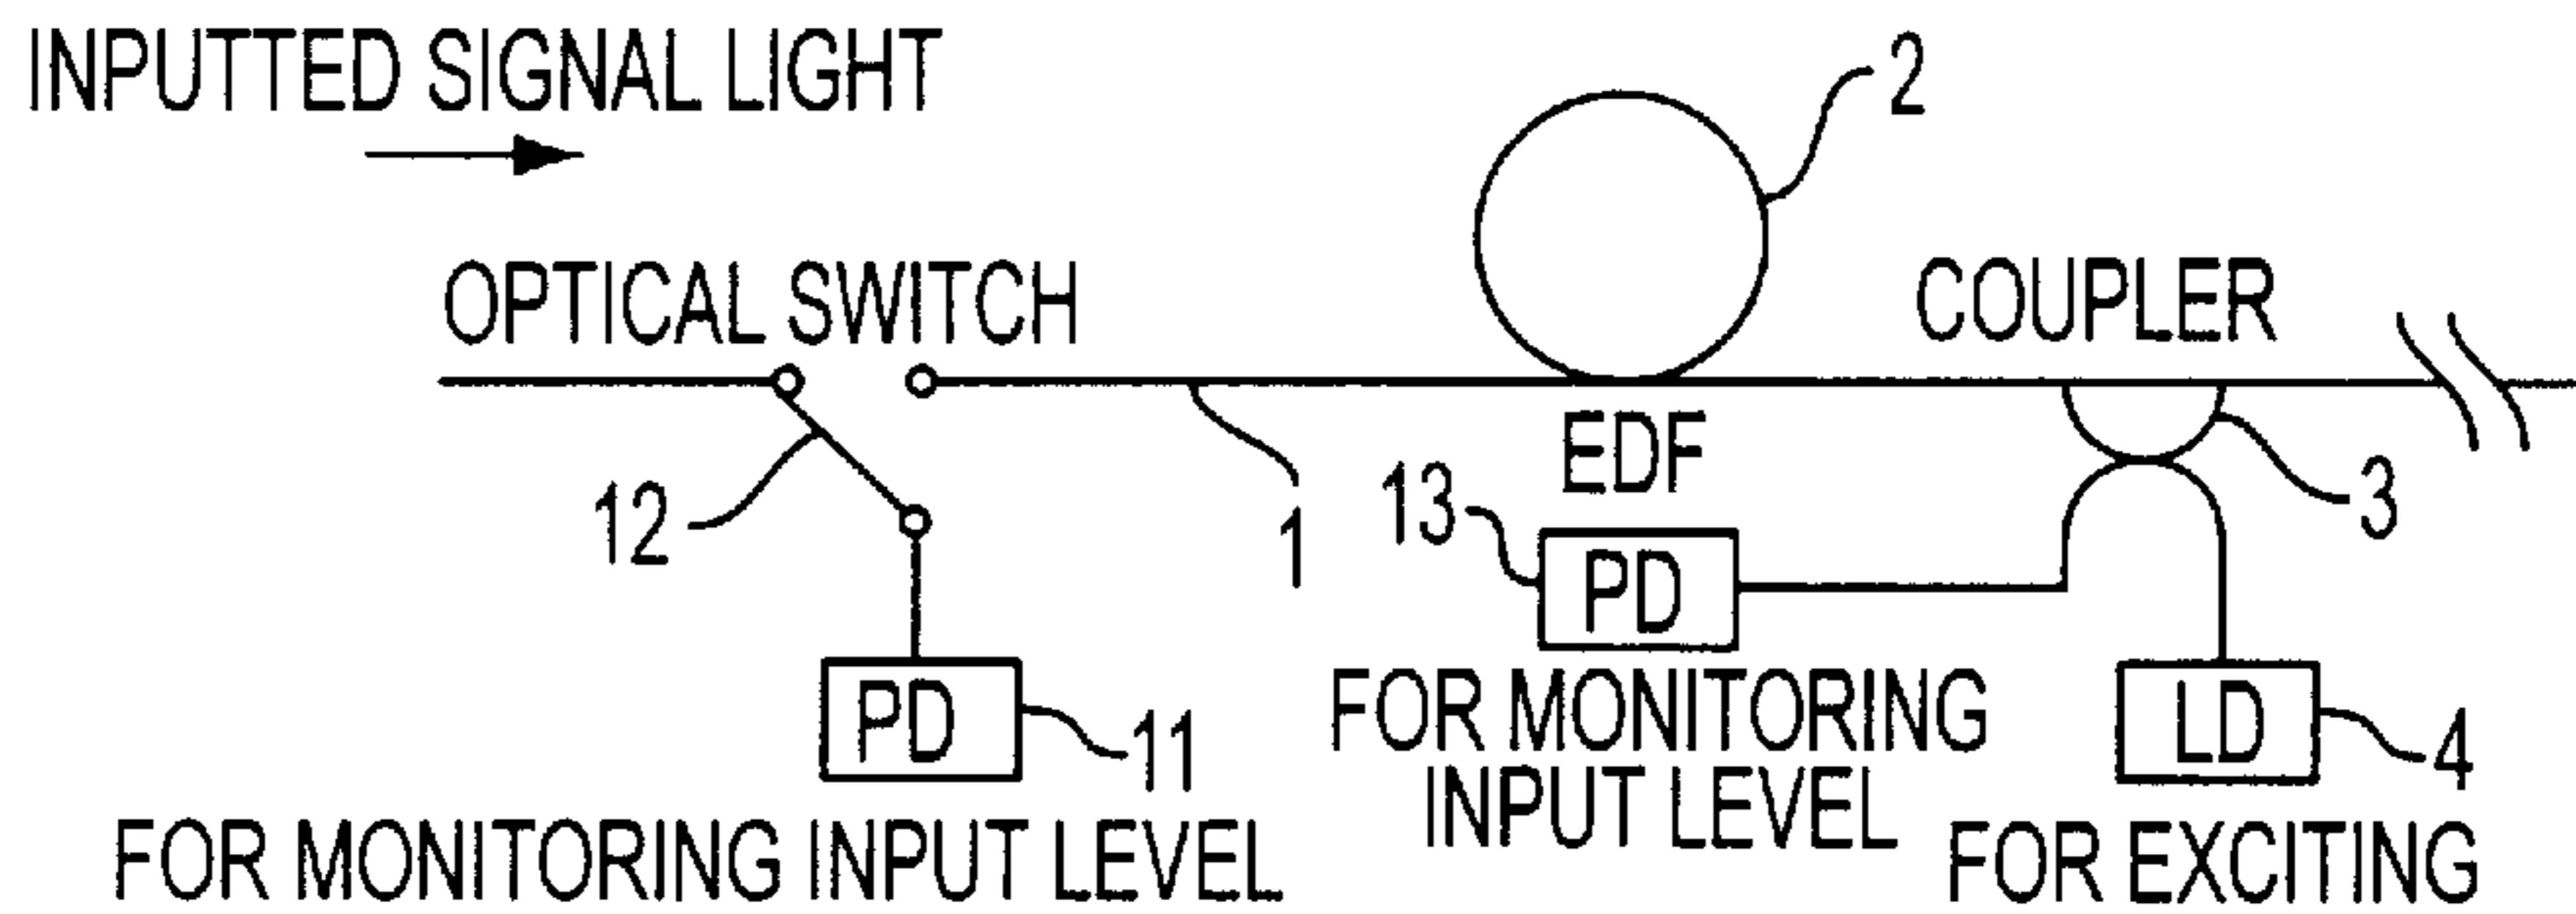 INPUTTED SIGNAL LIGHT
2
OPTICAL SWITCH
COUPLER
EDF
12
1
13
3
PD
PD
11
FOR MONITORING
INPUT LEVEL
LD
4
FOR MONITORING INPUT LEVEL
FOR EXCITING